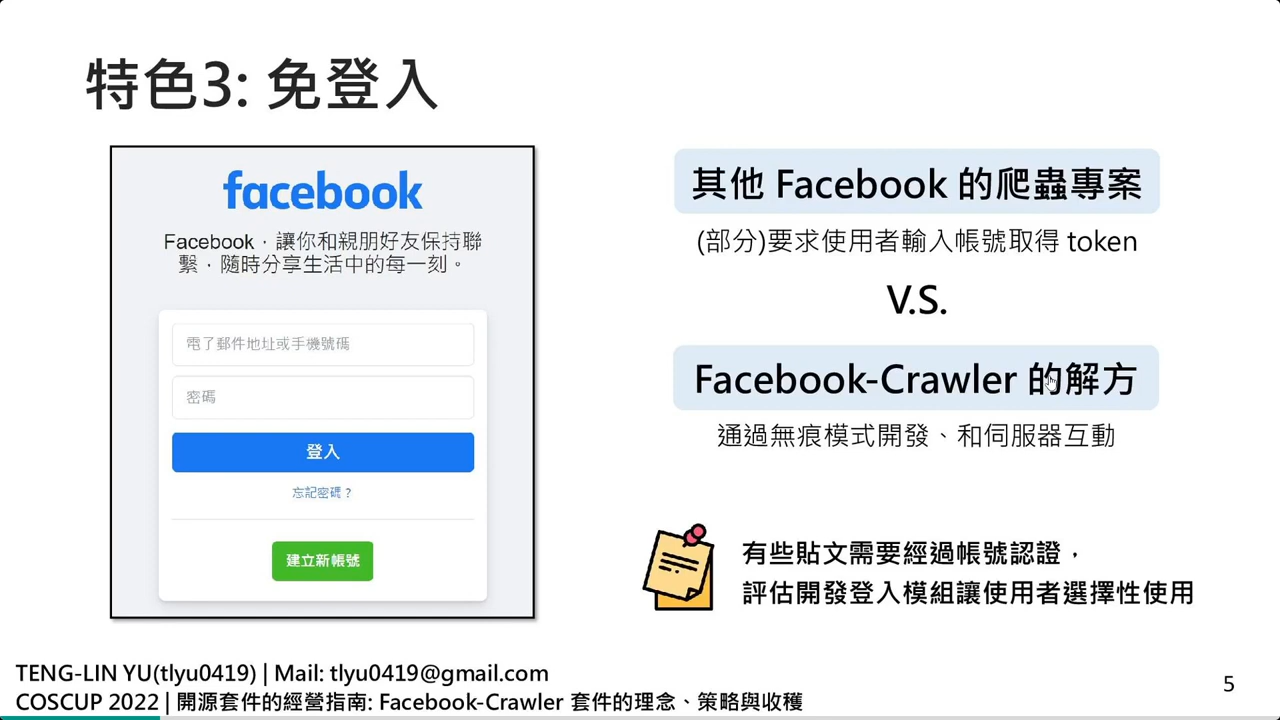 特色3: 免登入
facebook
Facebook，讓你和親朋好友保持聯
繫，隨時分享生活中的每一刻。
電子郵件地址或手機號碼
密碼
登入
忘記密碼？
建立新帳號
其他 Facebook 的爬蟲專案
(部分)要求使用者輸入帳號取得 token
V.S.
Facebook-Crawler 的解方
通過無痕模式開發、和伺服器互動
有些貼文需要經過帳號認證，
評估開發登入模組讓使用者選擇性使用
TENG-LIN YU(tlyu0419) | Mail: tlyu0419@gmail.com
COSCUP 2022 | 開源套件的經營指南: Facebook-Crawler 套件的理念、策略與收穫
5